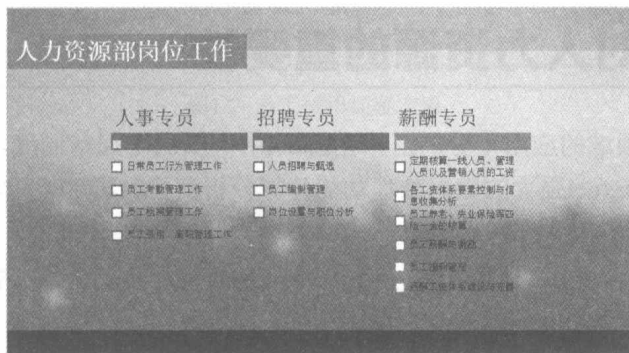 人力资源部岗位工作
人事专员
日常员工行为管理工作
员工考勤管理工作
员工档案管理工作
招聘专员
人员招聘与甄选
员工编制管理
岗位设置与职位分析
薪酬专员
定期核算一线人员、管理
人员以及营销人员的工资
各工资体系要素控制与信
息收集分析
员工养老、失业保险等四
险一金的核算